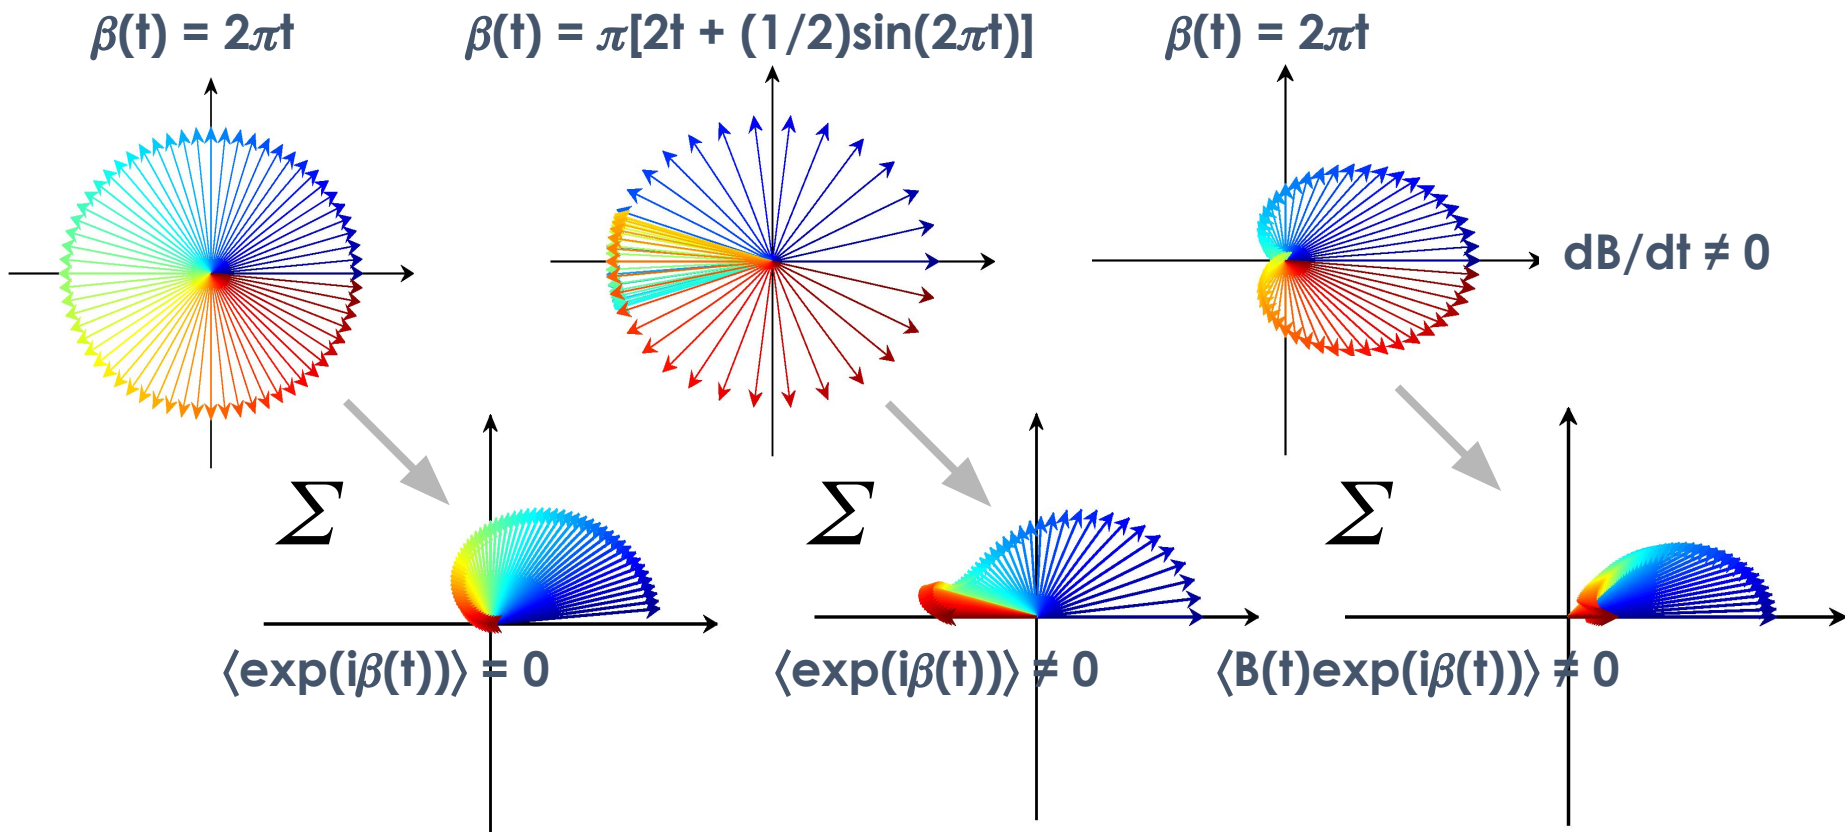 β(t) = 2πt
β(t) = π[2t + (1/2)sin(2πt)]
β(t) = 2πt
dB/dt ≠ 0
Σ
Σ
Σ
⟨exp(iβ(t))⟩ = 0
⟨exp(iβ(t))⟩ ≠ 0
⟨B(t)exp(iβ(t))⟩ ≠ 0